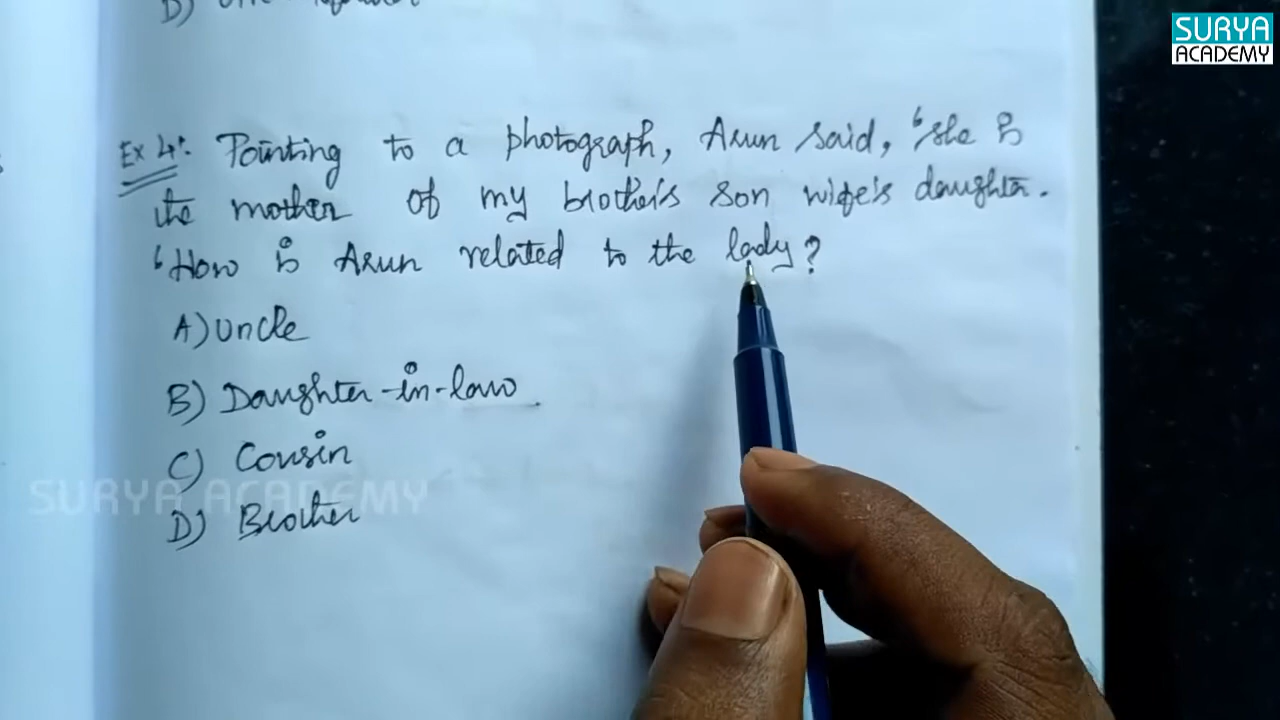 SURYA
ACADEMY
Ex 4: Pointing to a photograph, Arun said, "She is
the mother of my brother's son wife's daughter.
"How is Arun related to the lady?
A) Uncle
B) Daughter-in-law
C) Cousin
SURYA ACADEMY
D) Brother